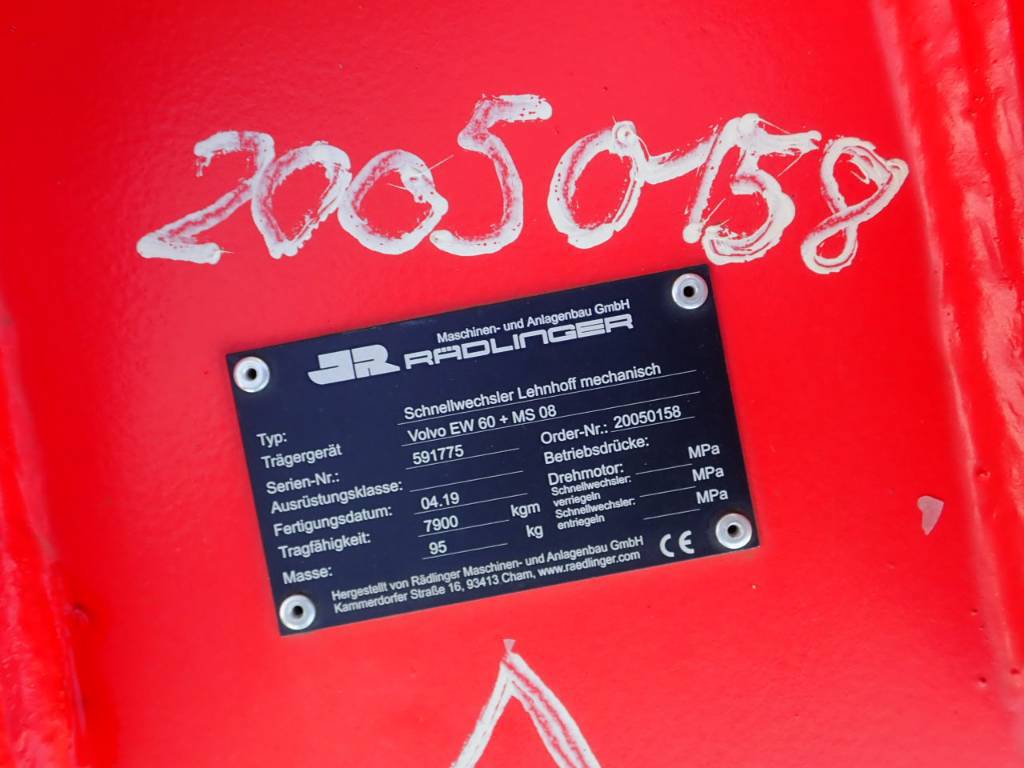 20050158
Maschinen- und Anlagenbau GmbH
JR RÄDLINGER
Typ: Schnellwechsler Lehnhoff mechanisch
Trägergerät Volvo EW 60 + MS 08
Serien-Nr.: 591775 Order-Nr.: 20050158
Ausrüstungsklasse: Betriebsdrücke:
Fertigungsdatum: 04.19 Drehmotor: MPa
Tragfähigkeit: 7900 kgm Schnellwechsler: verriegeln MPa
Masse: 95 kg Schnellwechsler: entriegeln MPa
Hergestellt von Rädlinger Maschinen- und Anlagenbau GmbH
Kammerdorfer Straße 16, 93413 Cham, www.raedlinger.com CE